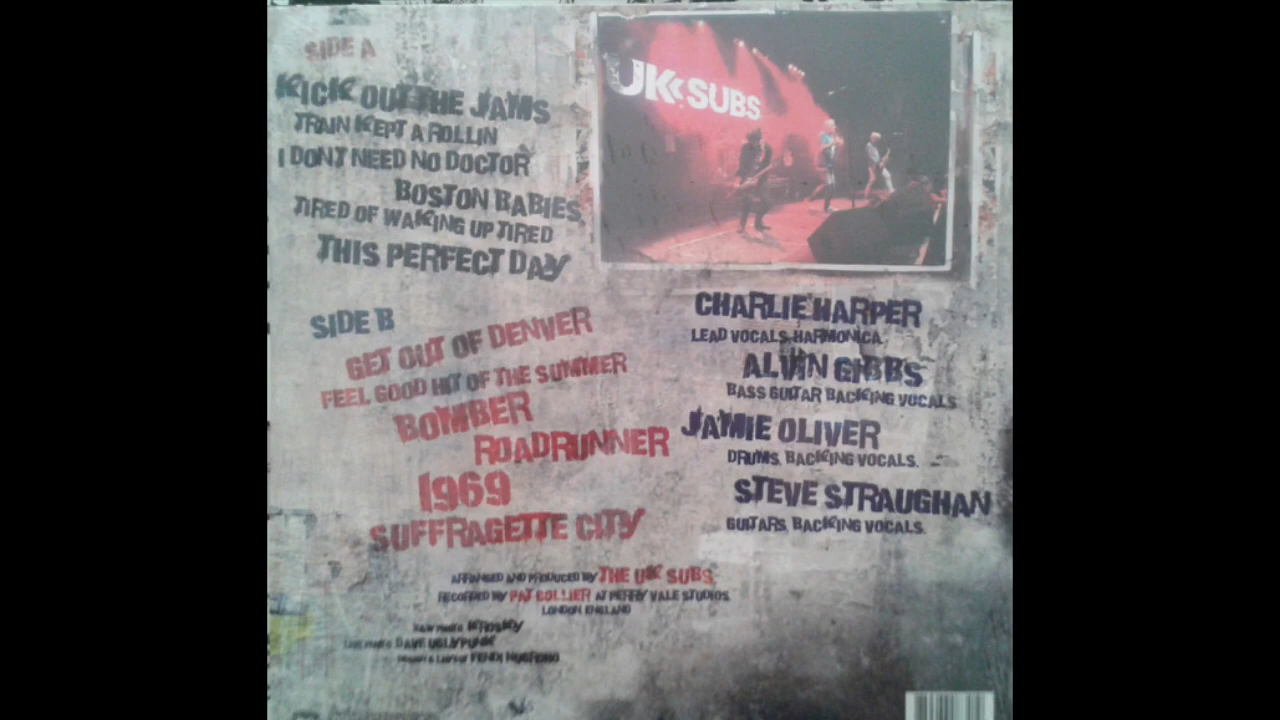 SIDE A
KICK OUT THE JAMS
TRAIN KEPT A ROLLIN
I DONT NEED NO DOCTOR
BOSTON BABIES
TIRED OF WAKING UP TIRED
THIS PERFECT DAY
UK SUBS
SIDE B
GET OUT OF DENVER
FEEL GOOD HIT OF THE SUMMER
BOMBER
ROADRUNNER
1969
SUFFRAGETTE CITY
CHARLIE HARPER
LEAD VOCALS, HARMONICA.
ALVIN GIBBS
BASS GUITAR BACKING VOCALS
JAMIE OLIVER
DRUMS, BACKING VOCALS.
STEVE STRAUGHAN
GUITARS, BACKING VOCALS.
ARRANGED AND PRODUCED BY THE UK SUBS.
RECORDED BY PAT COLLIER AT PERRY VALE STUDIOS
LONDON, ENGLAND
DAVE UGLYPUNK